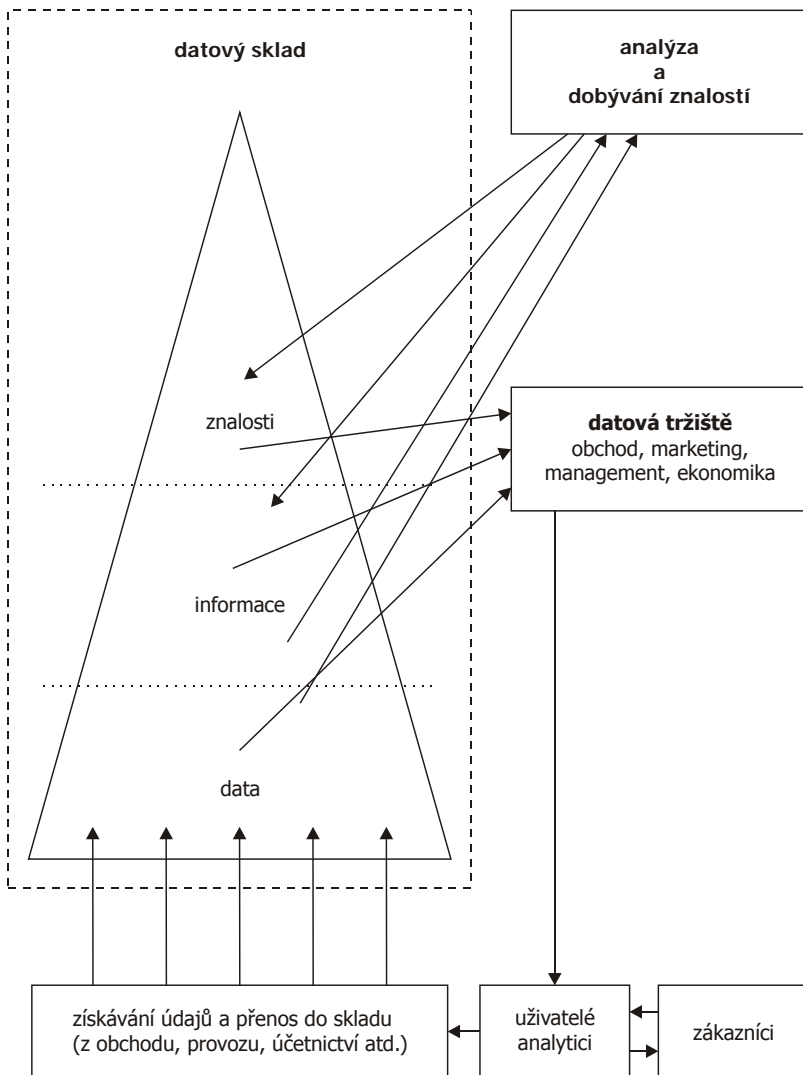 datový sklad
analýza
a
dobývání znalostí
znalosti
datová tržiště
obchod, marketing,
management, ekonomika
informace
data
získávání údajů a přenos do skladu
(z obchodu, provozu, účetnictví atd.)
uživatelé
analytici
zákazníci